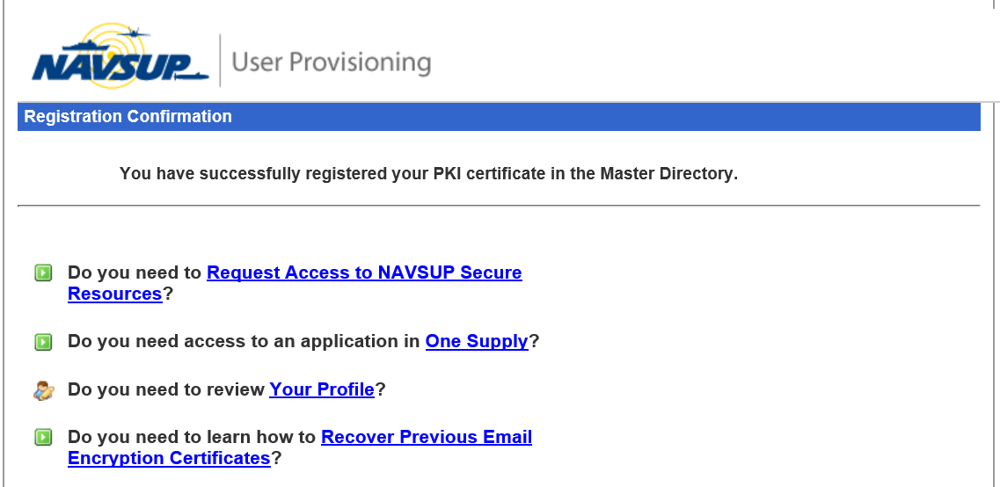 NAVSUP
User Provisioning
Registration Confirmation
You have successfully registered your PKI certificate in the Master Directory.
Do you need to Request Access to NAVSUP Secure
Resources?
Do you need access to an application in One Supply?
Do you need to review Your Profile?
Do you need to learn how to Recover Previous Email
Encryption Certificates?